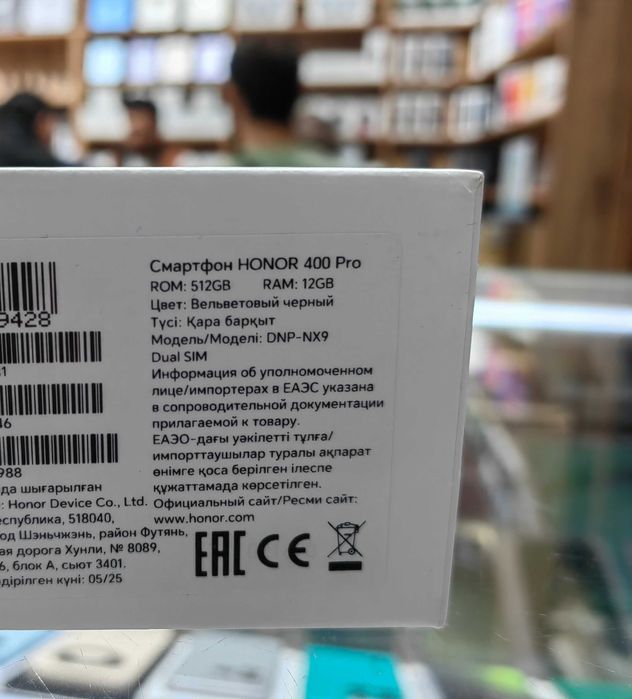 Смартфон HONOR 400 Pro
ROM: 512GB RAM: 12GB
Цвет: Вельветовый черный
Түсі: Қара барқыт
Модель/Моделі: DNP-NX9
Dual SIM
Информация об уполномоченном
лице/импортерах в ЕАЭС указана
в сопроводительной документации
прилагаемой к товару.
ЕАЭО-дағы уәкілетті тұлға/
импорттаушылар туралы ақпарат
өнімге қоса берілген ілеспе
құжаттамада көрсетілген.
Официальный сайт/Ресми сайт:
www.honor.com
9428
31
46
988
да шығарылған
: Honor Device Co., Ltd.
еспублика, 518040,
од Шэньчжэнь, район Футянь,
ая дорога Хунли, № 8089,
6, блок А, сьют 3401.
дірілген күні: 05/25
EAC CE